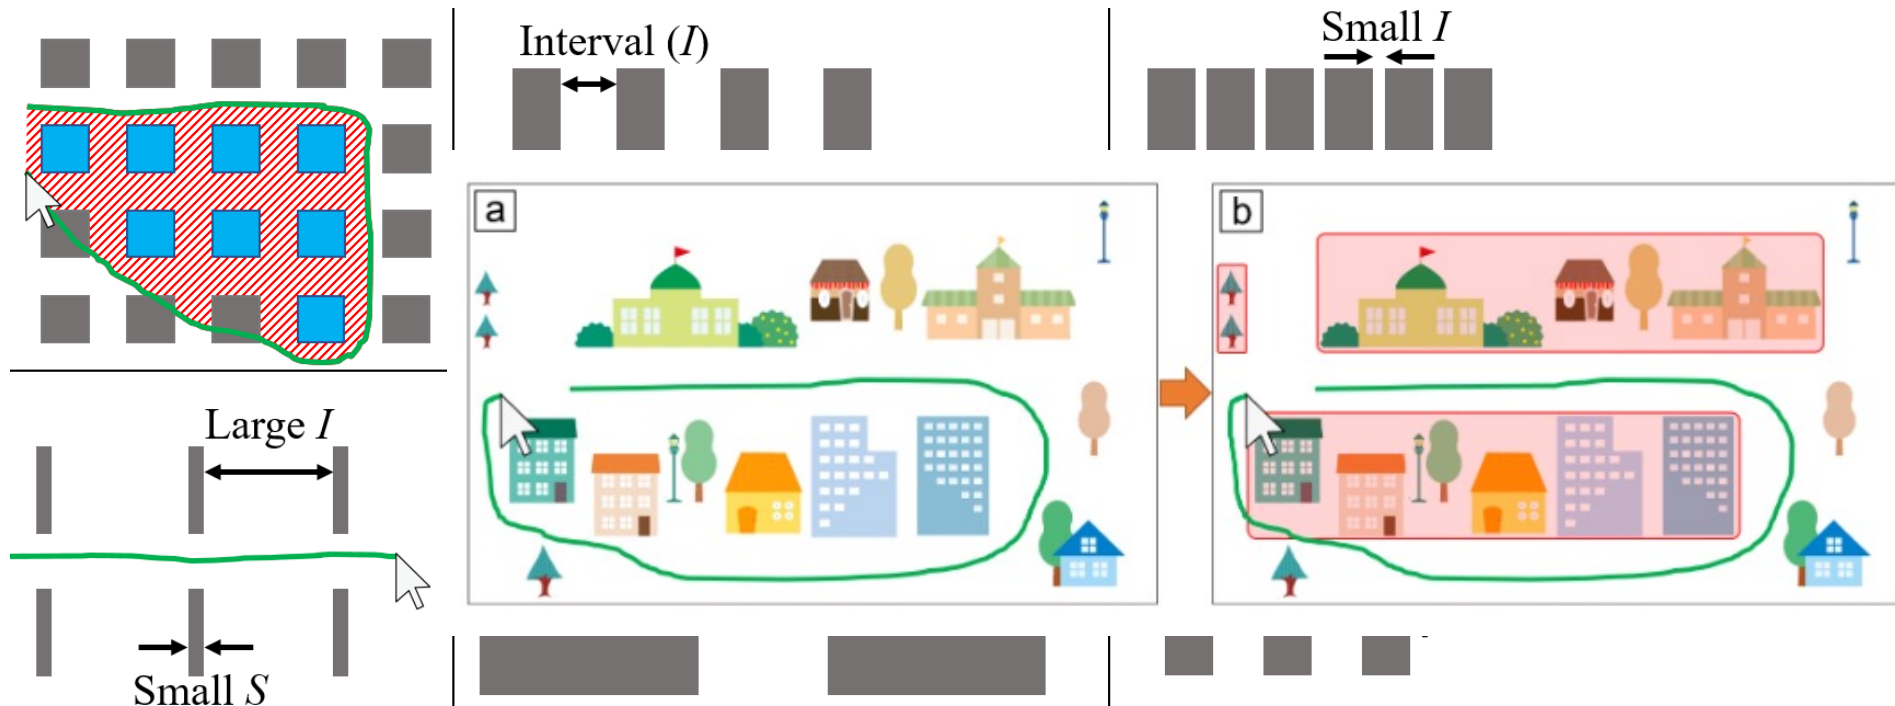 Interval (I)
Small I
a
b
Large I
Small S